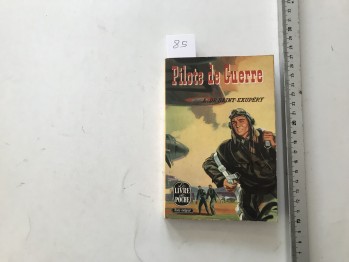 85
Pilote de Guerre
SAINT-EXUPÉRY
LE LIVRE
DE
POCHE